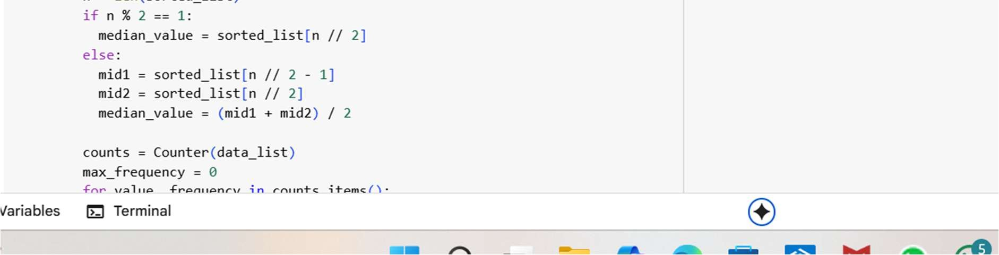 if n % 2 == 1:
median_value = sorted_list[n // 2]
else:
mid1 = sorted_list[n // 2 - 1]
mid2 = sorted_list[n // 2]
median_value = (mid1 + mid2) / 2
counts = Counter(data_list)
max_frequency = 0
for value, frequency in counts.items():
Variables Terminal
5